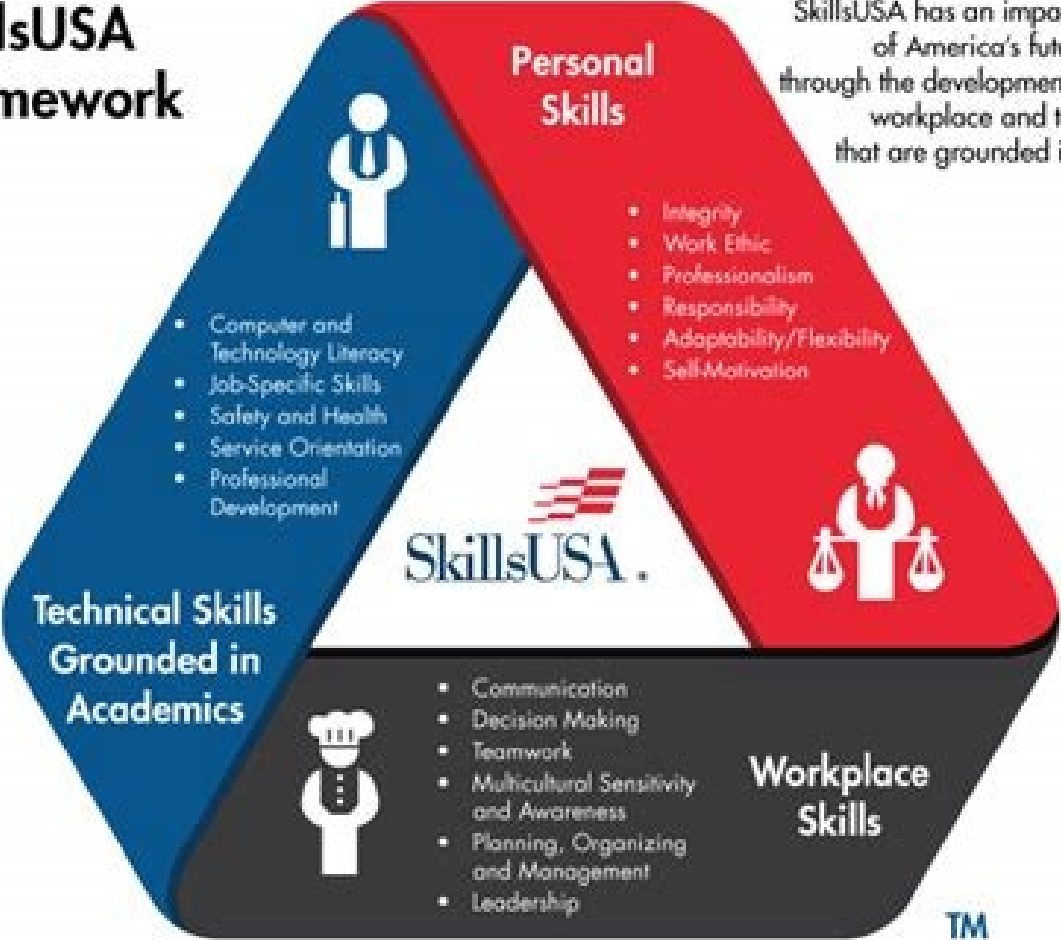 lsUSA
mework
SkillsUSA has an impo
of America's fut
through the developmen
workplace and t
that are grounded i
Personal
Skills
• Integrity
• Work Ethic
• Professionalism
• Responsibility
• Adaptability/Flexibility
• Self-Motivation
• Computer and
Technology Literacy
• Job-Specific Skills
• Safety and Health
• Service Orientation
• Professional
Development
Technical Skills
Grounded in
Academics
SkillsUSA.
• Communication
• Decision Making
• Teamwork
• Multicultural Sensitivity
and Awareness
• Planning, Organizing
and Management
• Leadership
Workplace
Skills
TM